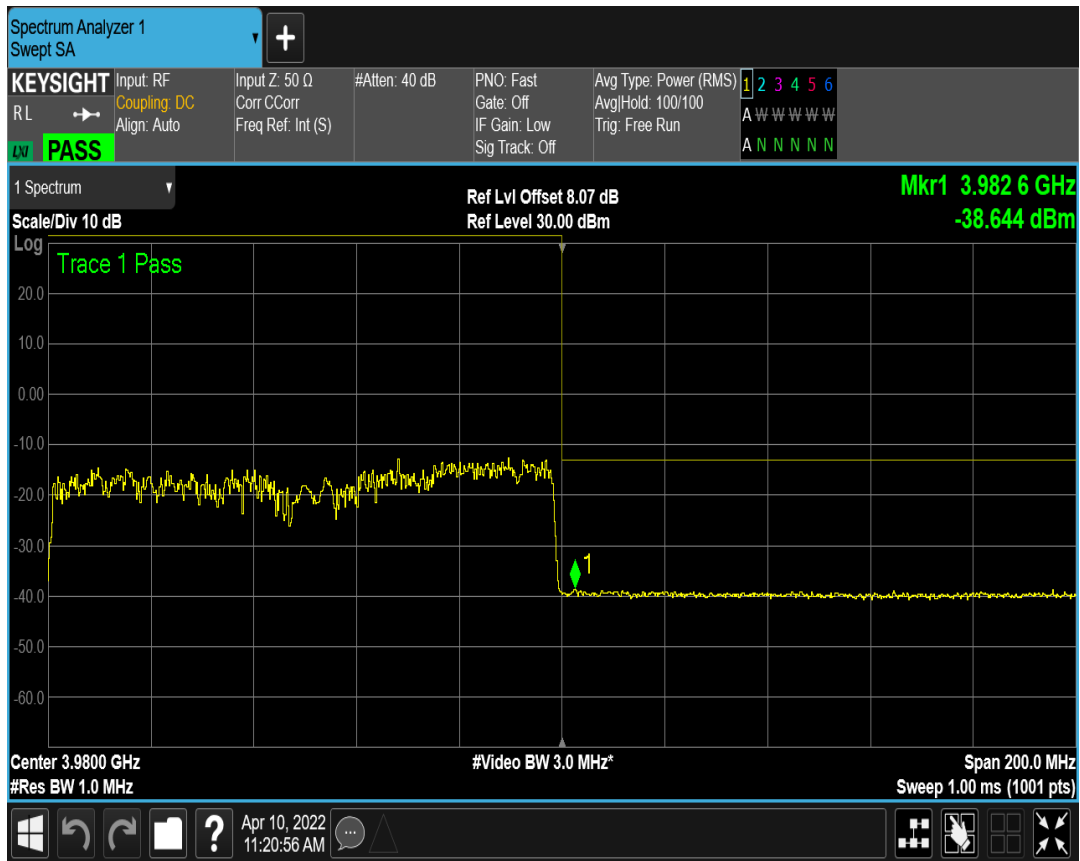 Spectrum Analyzer 1
Swept SA
+
KEYSIGHT
R L
LXI PASS
Input: RF
Coupling: DC
Align: Auto
Input Z: 50 Ω
Corr CCorr
Freq Ref: Int (S)
#Atten: 40 dB
PNO: Fast
Gate: Off
IF Gain: Low
Sig Track: Off
Avg Type: Power (RMS)
Avg|Hold: 100/100
Trig: Free Run
1 2 3 4 5 6
A W W W W W
A N N N N N
1 Spectrum
Scale/Div 10 dB
Ref Lvl Offset 8.07 dB
Ref Level 30.00 dBm
Mkr1 3.982 6 GHz
-38.644 dBm
Log
Trace 1 Pass
20.0
10.0
0.00
-10.0
-20.0
-30.0
1
-40.0
-50.0
-60.0
Center 3.9800 GHz
#Res BW 1.0 MHz
#Video BW 3.0 MHz*
Span 200.0 MHz
Sweep 1.00 ms (1001 pts)
?
Apr 10, 2022
11:20:56 AM